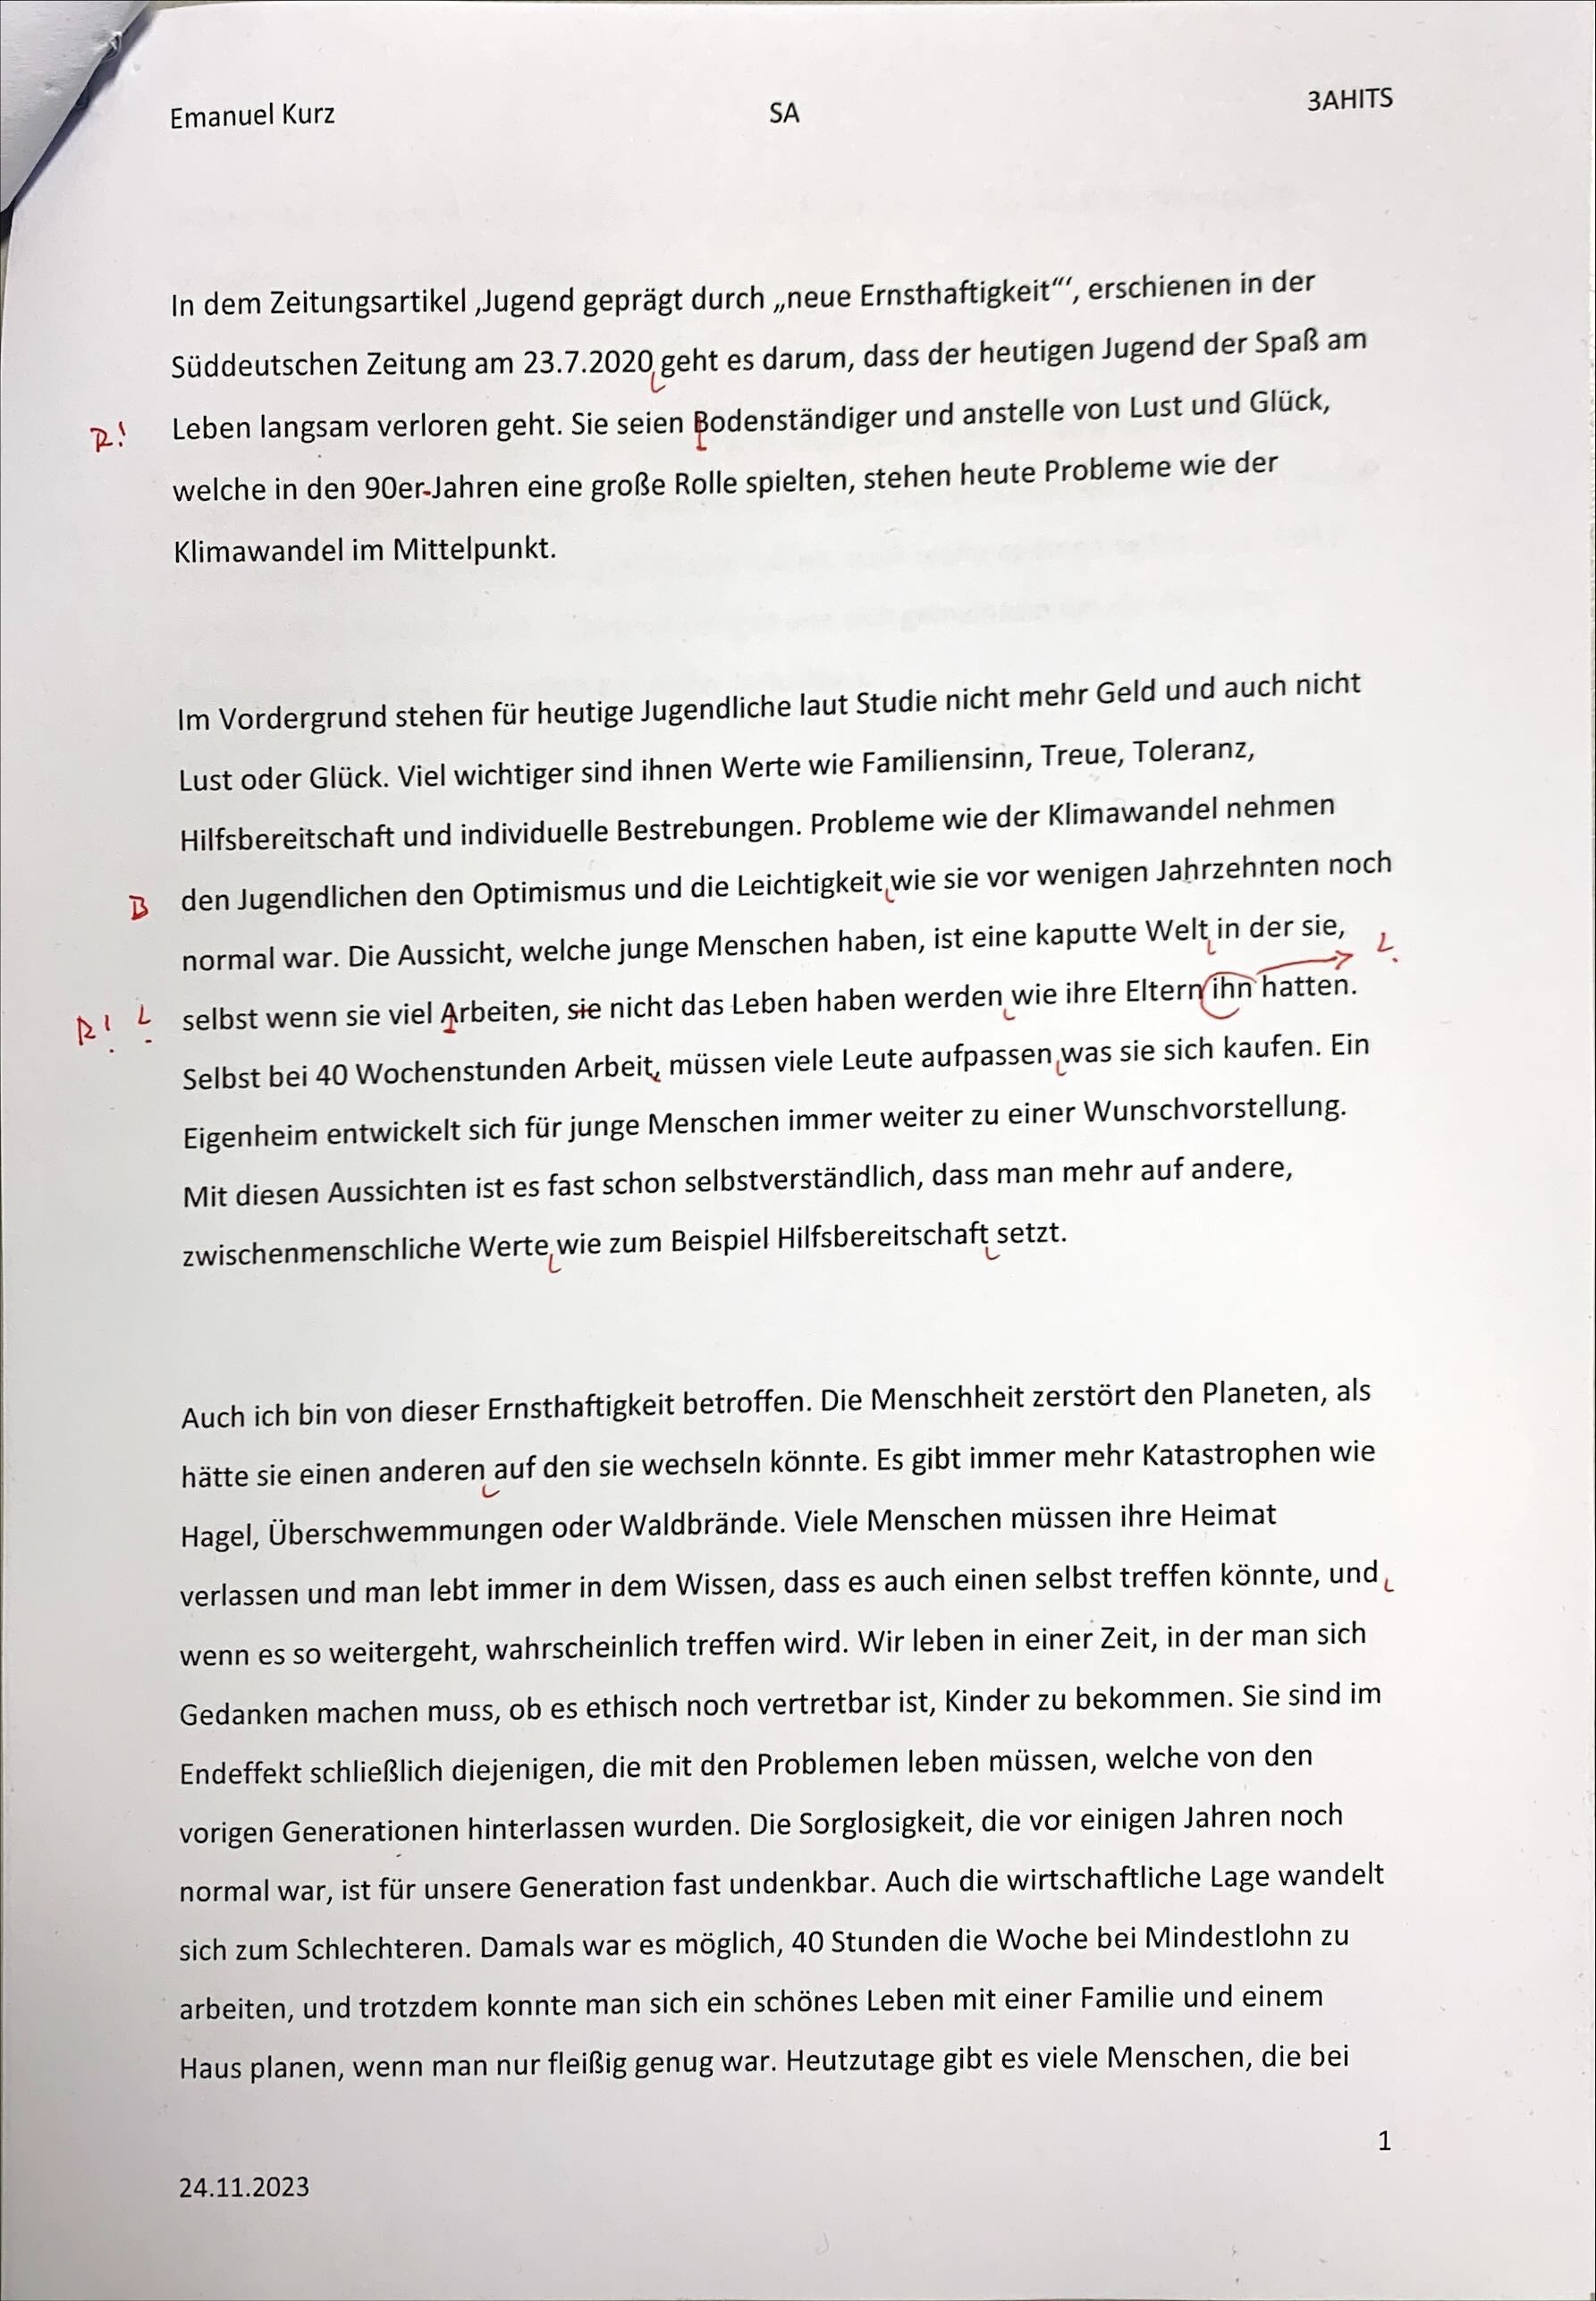 Emanuel Kurz SA 3AHITS
In dem Zeitungsartikel ‚Jugend geprägt durch „neue Ernsthaftigkeit“‘, erschienen in der
Süddeutschen Zeitung am 23.7.2020 geht es darum, dass der heutigen Jugend der Spaß am
R! Leben langsam verloren geht. Sie seien Bodenständiger und anstelle von Lust und Glück,
welche in den 90er-Jahren eine große Rolle spielten, stehen heute Probleme wie der
Klimawandel im Mittelpunkt.
Im Vordergrund stehen für heutige Jugendliche laut Studie nicht mehr Geld und auch nicht
Lust oder Glück. Viel wichtiger sind ihnen Werte wie Familiensinn, Treue, Toleranz,
Hilfsbereitschaft und individuelle Bestrebungen. Probleme wie der Klimawandel nehmen
B den Jugendlichen den Optimismus und die Leichtigkeit, wie sie vor wenigen Jahrzehnten noch
normal war. Die Aussicht, welche junge Menschen haben, ist eine kaputte Welt, in der sie,
R! selbst wenn sie viel Arbeiten, sie nicht das Leben haben werden, wie ihre Eltern ihn hatten.
Selbst bei 40 Wochenstunden Arbeit, müssen viele Leute aufpassen, was sie sich kaufen. Ein
Eigenheim entwickelt sich für junge Menschen immer weiter zu einer Wunschvorstellung.
Mit diesen Aussichten ist es fast schon selbstverständlich, dass man mehr auf andere,
zwischenmenschliche Werte, wie zum Beispiel Hilfsbereitschaft, setzt.
Auch ich bin von dieser Ernsthaftigkeit betroffen. Die Menschheit zerstört den Planeten, als
hätte sie einen anderen, auf den sie wechseln könnte. Es gibt immer mehr Katastrophen wie
Hagel, Überschwemmungen oder Waldbrände. Viele Menschen müssen ihre Heimat
verlassen und man lebt immer in dem Wissen, dass es auch einen selbst treffen könnte, und,
wenn es so weitergeht, wahrscheinlich treffen wird. Wir leben in einer Zeit, in der man sich
Gedanken machen muss, ob es ethisch noch vertretbar ist, Kinder zu bekommen. Sie sind im
Endeffekt schließlich diejenigen, die mit den Problemen leben müssen, welche von den
vorigen Generationen hinterlassen wurden. Die Sorglosigkeit, die vor einigen Jahren noch
normal war, ist für unsere Generation fast undenkbar. Auch die wirtschaftliche Lage wandelt
sich zum Schlechteren. Damals war es möglich, 40 Stunden die Woche bei Mindestlohn zu
arbeiten, und trotzdem konnte man sich ein schönes Leben mit einer Familie und einem
Haus planen, wenn man nur fleißig genug war. Heutzutage gibt es viele Menschen, die bei
1
24.11.2023